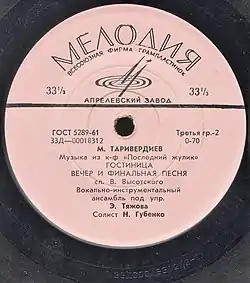 МЕЛОДИЯ
ВСЕСОЮЗНАЯ ФИРМА ГРАМПЛАСТИНОК
33⅓ 33⅓
АПРЕЛЕВСКИЙ ЗАВОД
ГОСТ 5289-61 Третья гр.-2
33Д—00018312 0-70
М. ТАРИВЕРДИЕВ
Музыка из к-ф «Последний жулик»
ГОСТИНИЦА
ВЕЧЕР И ФИНАЛЬНАЯ ПЕСНЯ
сл. В. Высотского
Вокально-инструментальный
ансамбль под упр.
Э. Тяжова
Солист Н. Губенко